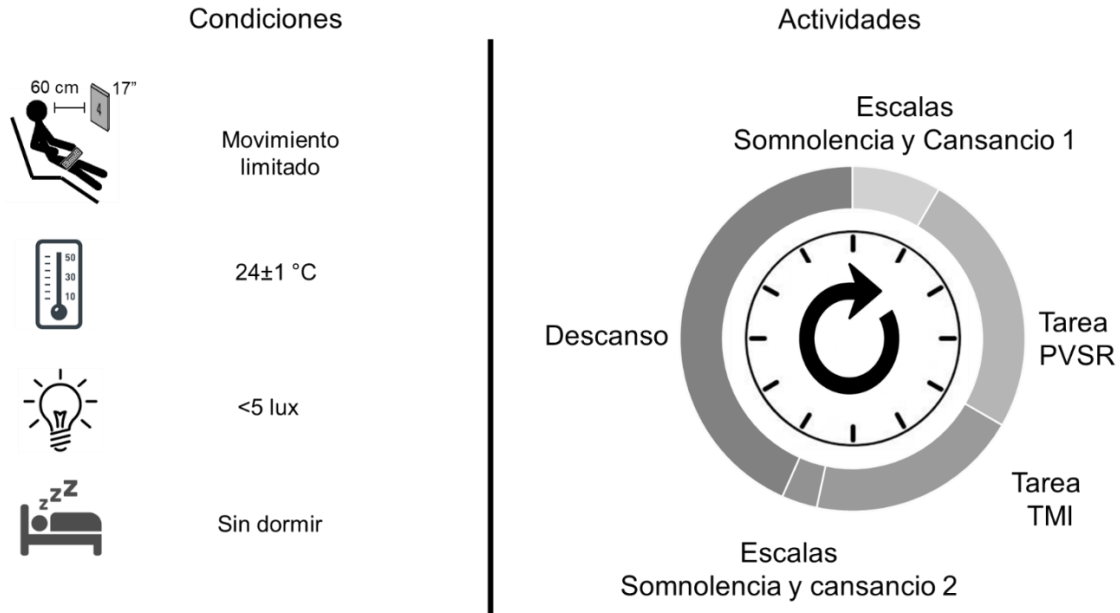 Condiciones
60 cm
17”
4
Movimiento
limitado
50
30
10
24±1 °C
<5 lux
zzZ
Sin dormir
Actividades
Escalas
Somnolencia y Cansancio 1
Tarea
PVSR
Tarea
TMI
Escalas
Somnolencia y cansancio 2
Descanso